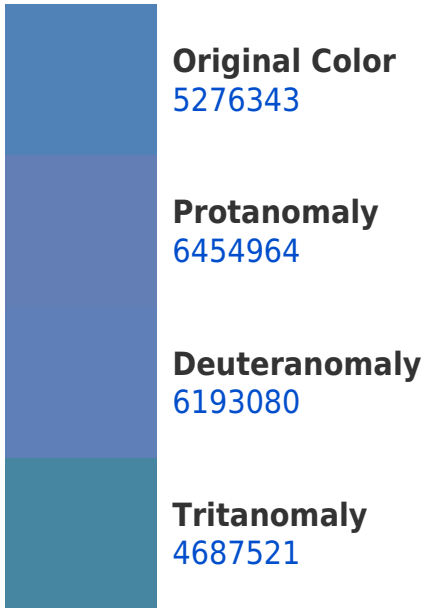 Original Color
5276343
Protanomaly
6454964
Deuteranomaly
6193080
Tritanomaly
4687521